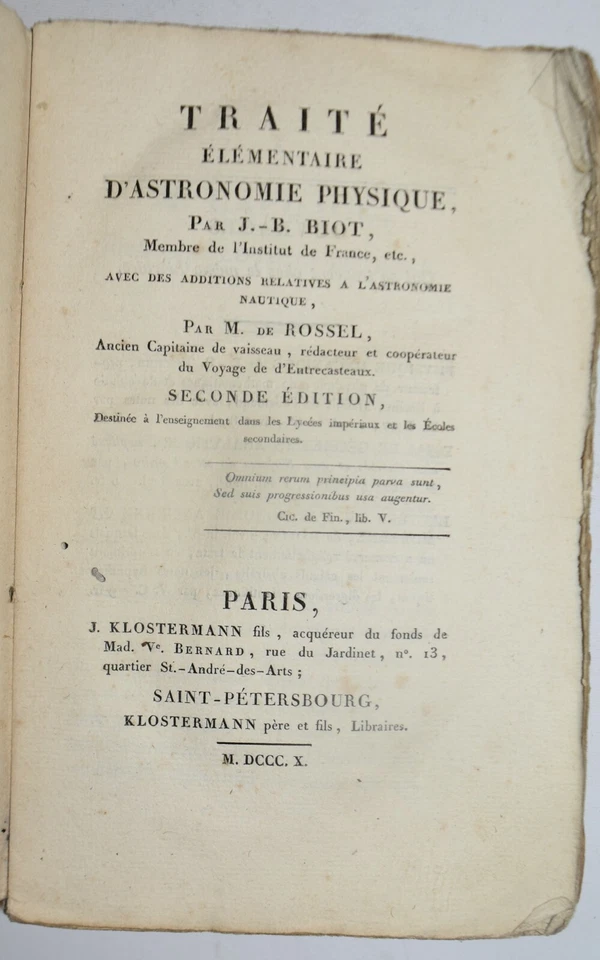 TRAITÉ
ÉLÉMENTAIRE
D'ASTRONOMIE PHYSIQUE,
PAR J.-B. BIOT,
Membre de l'Institut de France, etc.,
AVEC DES ADDITIONS RELATIVES A L'ASTRONOMIE
NAUTIQUE,
PAR M. DE ROSSEL,
Ancien Capitaine de vaisseau, rédacteur et coopérateur
du Voyage de d'Entrecasteaux.
SECONDE ÉDITION,
Destinée à l'enseignement dans les Lycées impériaux et les Écoles
secondaires.
Omnium rerum principia parva sunt,
Sed suis progressionibus usa augentur.
CIC. de Fin., lib. V.
PARIS,
J. KLOSTERMANN fils, acquéreur du fonds de
Mad. Ve. BERNARD, rue du Jardinet, n°. 13,
quartier St.-André-des-Arts;
SAINT-PÉTERSBOURG,
KLOSTERMANN père et fils, Libraires.
M. DCCC. X.